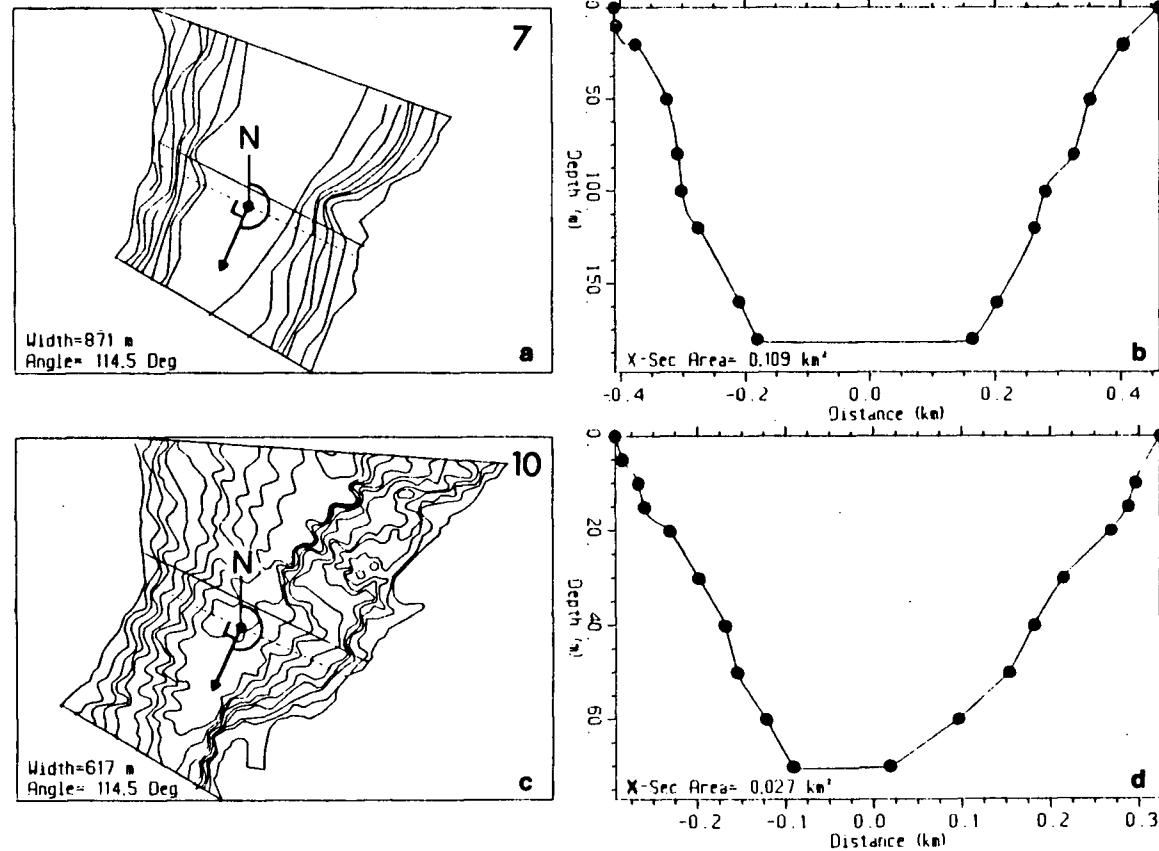 7
N
Width=871 m
Angle= 114.5 Deg
a
0.
50.
100.
150.
Depth (m)
X-Sec Area= 0.109 km²
b
-0.4 -0.2 0.0 0.2 0.4
Distance (km)
10
N
Width=617 m
Angle= 114.5 Deg
c
0.
20.
40.
60.
Depth (m)
X-Sec Area= 0.027 km²
d
-0.2 -0.1 0.0 0.1 0.2 0.3
Distance (km)